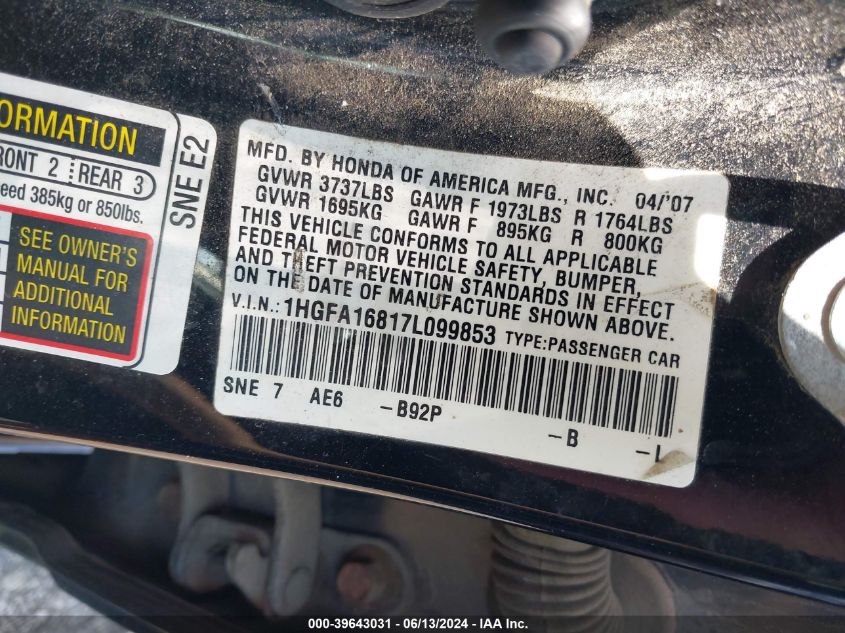 ORMATION
RONT 2 REAR 3
eed 385kg or 850lbs.
SEE OWNER'S
MANUAL FOR
ADDITIONAL
INFORMATION
SNE E2
MFD. BY HONDA OF AMERICA MFG., INC. 04/'07
GVWR 3737LBS GAWR F 1973LBS R 1764LBS
GVWR 1695KG GAWR F 895KG R 800KG
THIS VEHICLE CONFORMS TO ALL APPLICABLE
FEDERAL MOTOR VEHICLE SAFETY, BUMPER,
AND THEFT PREVENTION STANDARDS IN EFFECT
ON THE DATE OF MANUFACTURE SHOWN ABOVE.
V.I.N.: 1HGFA16817L099853 TYPE:PASSENGER CAR
SNE 7 AE6 -B92P -B -L
000-39643031 - 06/13/2024 - IAA Inc.